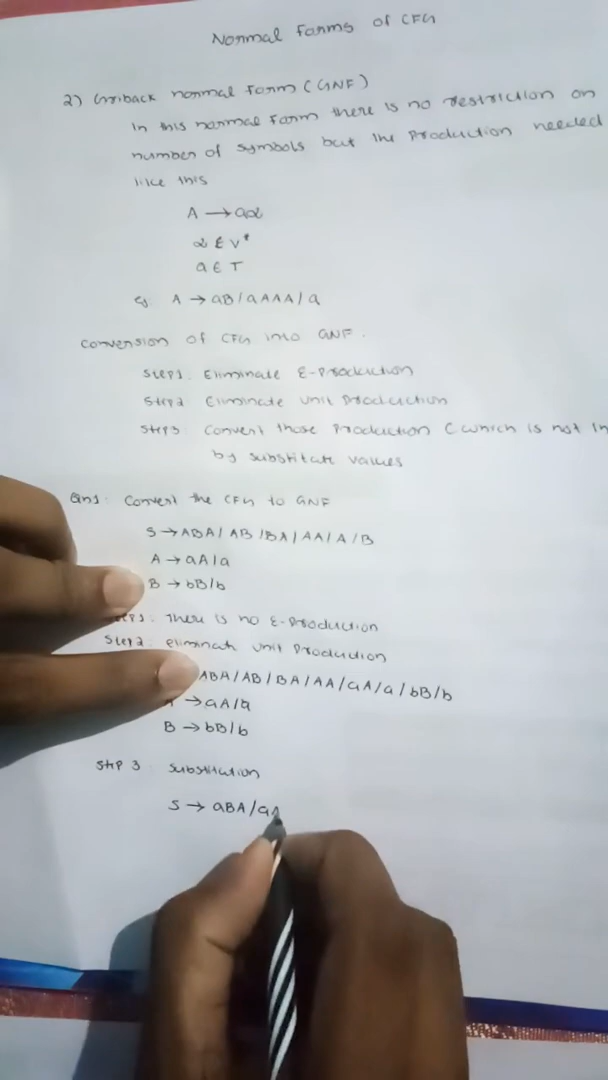 Normal Forms of CFG
2) Griback normal form (GNF)
In this normal form there is no restriction on
number of symbols but the production needed
like this
A → aα
α ∈ V*
a ∈ T
eg A → aB/aAAA/a
Conversion of CFG into GNF.
Step1. Eliminate ε-Production
Step2 Eliminate unit production
Step3 Convert those production (which is not in
by substitute values
Qn1. Convert the CFG to GNF
S → ABA/AB/BA/AA/A/B
A → aA/a
B → bB/b
There is no ε-Production
Step2: eliminate unit production
ABA/AB/BA/AA/aA/a/bB/b
→ aA/a
B → bB/b
Step 3 Substitution
S → aBA/aA